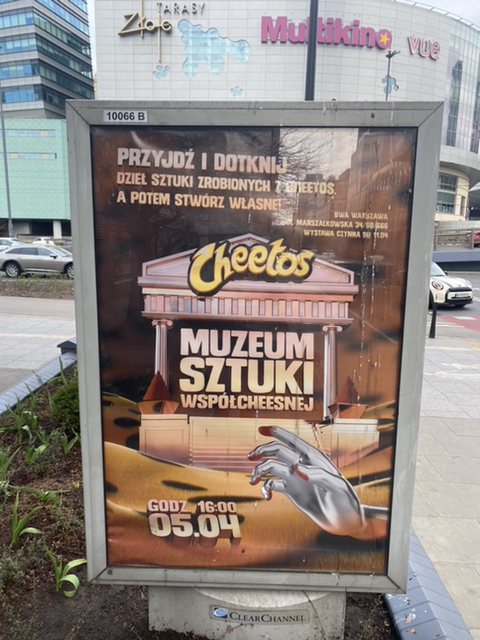 Złote
TARASY
Multikino
vue
10066 B
PRZYJDŹ I DOTKNIJ
DZIEŁ SZTUKI ZROBIONYCH Z CHEETOS,
A POTEM STWÓRZ WŁASNE!
BWA WARSZAWA
MARSZAŁKOWSKA 34/50 666
WYSTAWA CZYNNA DO 11.04
Cheetos
MUZEUM
SZTUKI
WSPÓŁCHEESNEJ
GODZ 16:00
05.04
CLEARCHANNEL